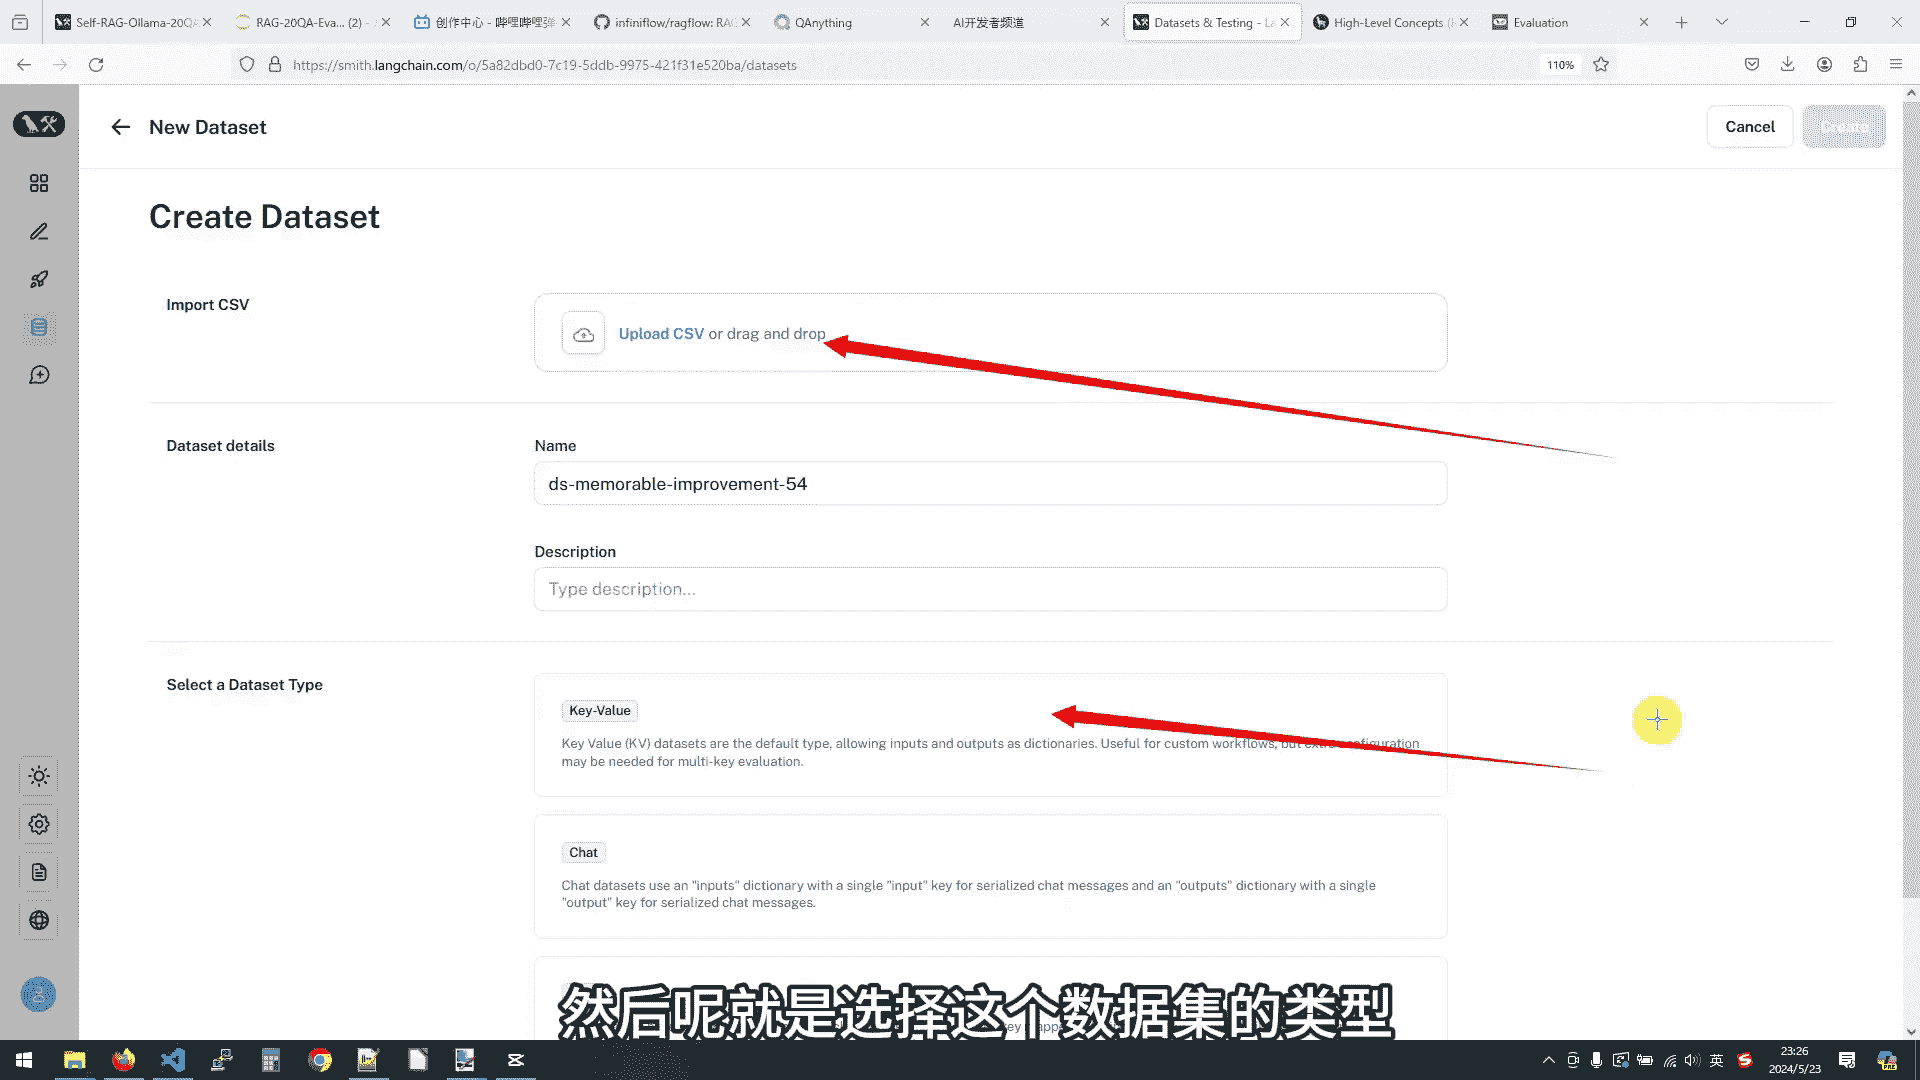 Self-RAG-Ollama-20QA
RAG-20QA-Eva... (2) -
创作中心 - 哔哩哔哩弹
infiniflow/ragflow: RAG
QAnything
AI开发者频道
Datasets & Testing - La
High-Level Concepts (
Evaluation
https://smith.langchain.com/o/5a82dbd0-7c19-5ddb-9975-421f31e520ba/datasets
110%
New Dataset
Cancel
Create
Create Dataset
Import CSV
Upload CSV or drag and drop
Dataset details
Name
ds-memorable-improvement-54
Description
Type description...
Select a Dataset Type
Key-Value
Key Value (KV) datasets are the default type, allowing inputs and outputs as dictionaries. Useful for custom workflows, but extra configuration
may be needed for multi-key evaluation.
Chat
Chat datasets use an "inputs" dictionary with a single "input" key for serialized chat messages and an "outputs" dictionary with a single
"output" key for serialized chat messages.
然后呢就是选择这个数据集的类型
英
23:26
2024/5/23